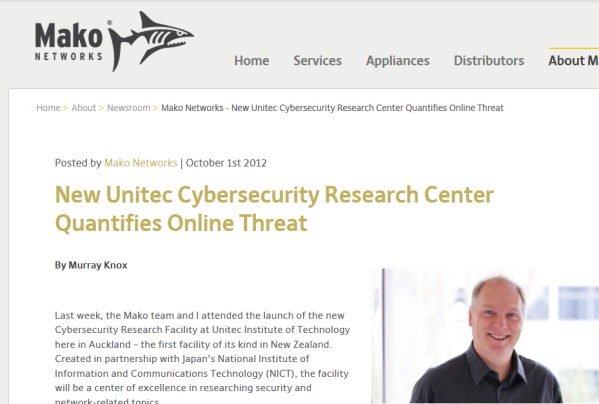 Mako®
NETWORKS
Home Services Appliances Distributors About M
Home > About > Newsroom > Mako Networks - New Unitec Cybersecurity Research Center Quantifies Online Threat
Posted by Mako Networks | October 1st 2012
New Unitec Cybersecurity Research Center
Quantifies Online Threat
By Murray Knox
Last week, the Mako team and I attended the launch of the new
Cybersecurity Research Facility at Unitec Institute of Technology
here in Auckland – the first facility of its kind in New Zealand.
Created in partnership with Japan's National Institute of
Information and Communications Technology (NICT), the facility
will be a center of excellence in researching security and
network-related topics